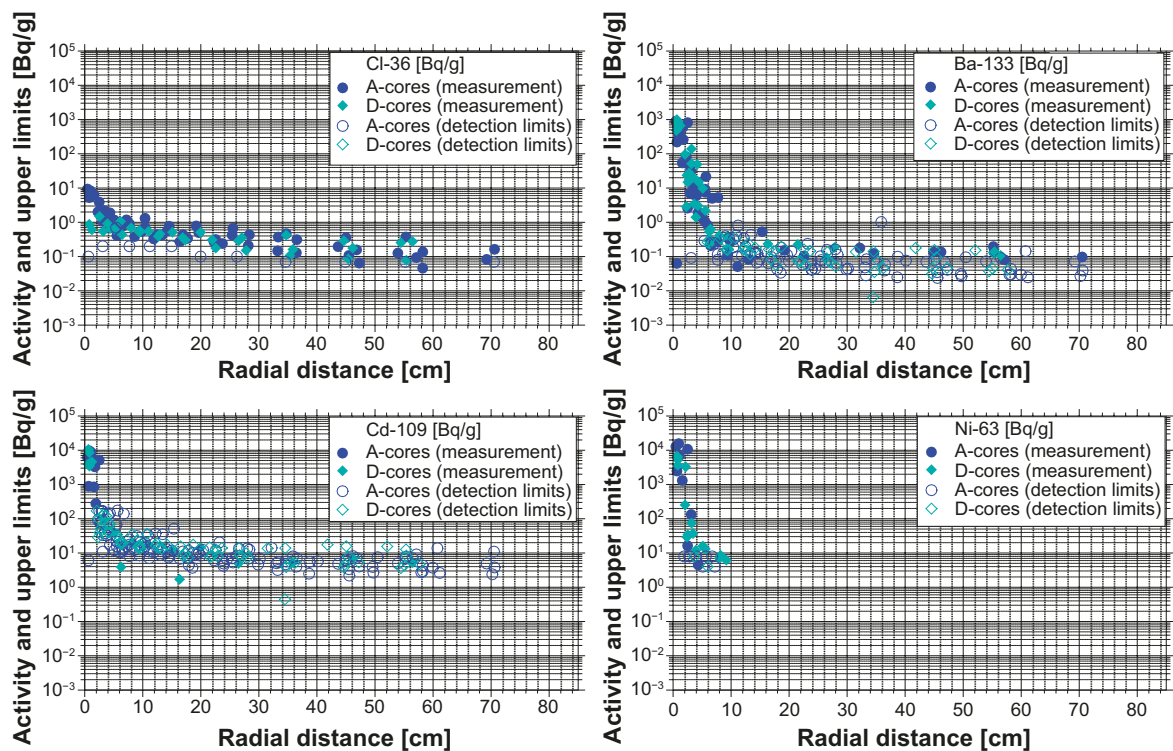 Activity and upper limits [Bq/g]
10⁵
10⁴
10³
10²
10¹
10⁰
10⁻¹
10⁻²
10⁻³
Cl-36 [Bq/g]
A-cores (measurement)
D-cores (measurement)
A-cores (detection limits)
D-cores (detection limits)
0 10 20 30 40 50 60 70 80
Radial distance [cm]
Activity and upper limits [Bq/g]
10⁵
10⁴
10³
10²
10¹
10⁰
10⁻¹
10⁻²
10⁻³
Ba-133 [Bq/g]
A-cores (measurement)
D-cores (measurement)
A-cores (detection limits)
D-cores (detection limits)
0 10 20 30 40 50 60 70 80
Radial distance [cm]
Activity and upper limits [Bq/g]
10⁵
10⁴
10³
10²
10¹
10⁰
10⁻¹
10⁻²
10⁻³
Cd-109 [Bq/g]
A-cores (measurement)
D-cores (measurement)
A-cores (detection limits)
D-cores (detection limits)
0 10 20 30 40 50 60 70 80
Radial distance [cm]
Activity and upper limits [Bq/g]
10⁵
10⁴
10³
10²
10¹
10⁰
10⁻¹
10⁻²
10⁻³
Ni-63 [Bq/g]
A-cores (measurement)
D-cores (measurement)
A-cores (detection limits)
D-cores (detection limits)
0 10 20 30 40 50 60 70 80
Radial distance [cm]